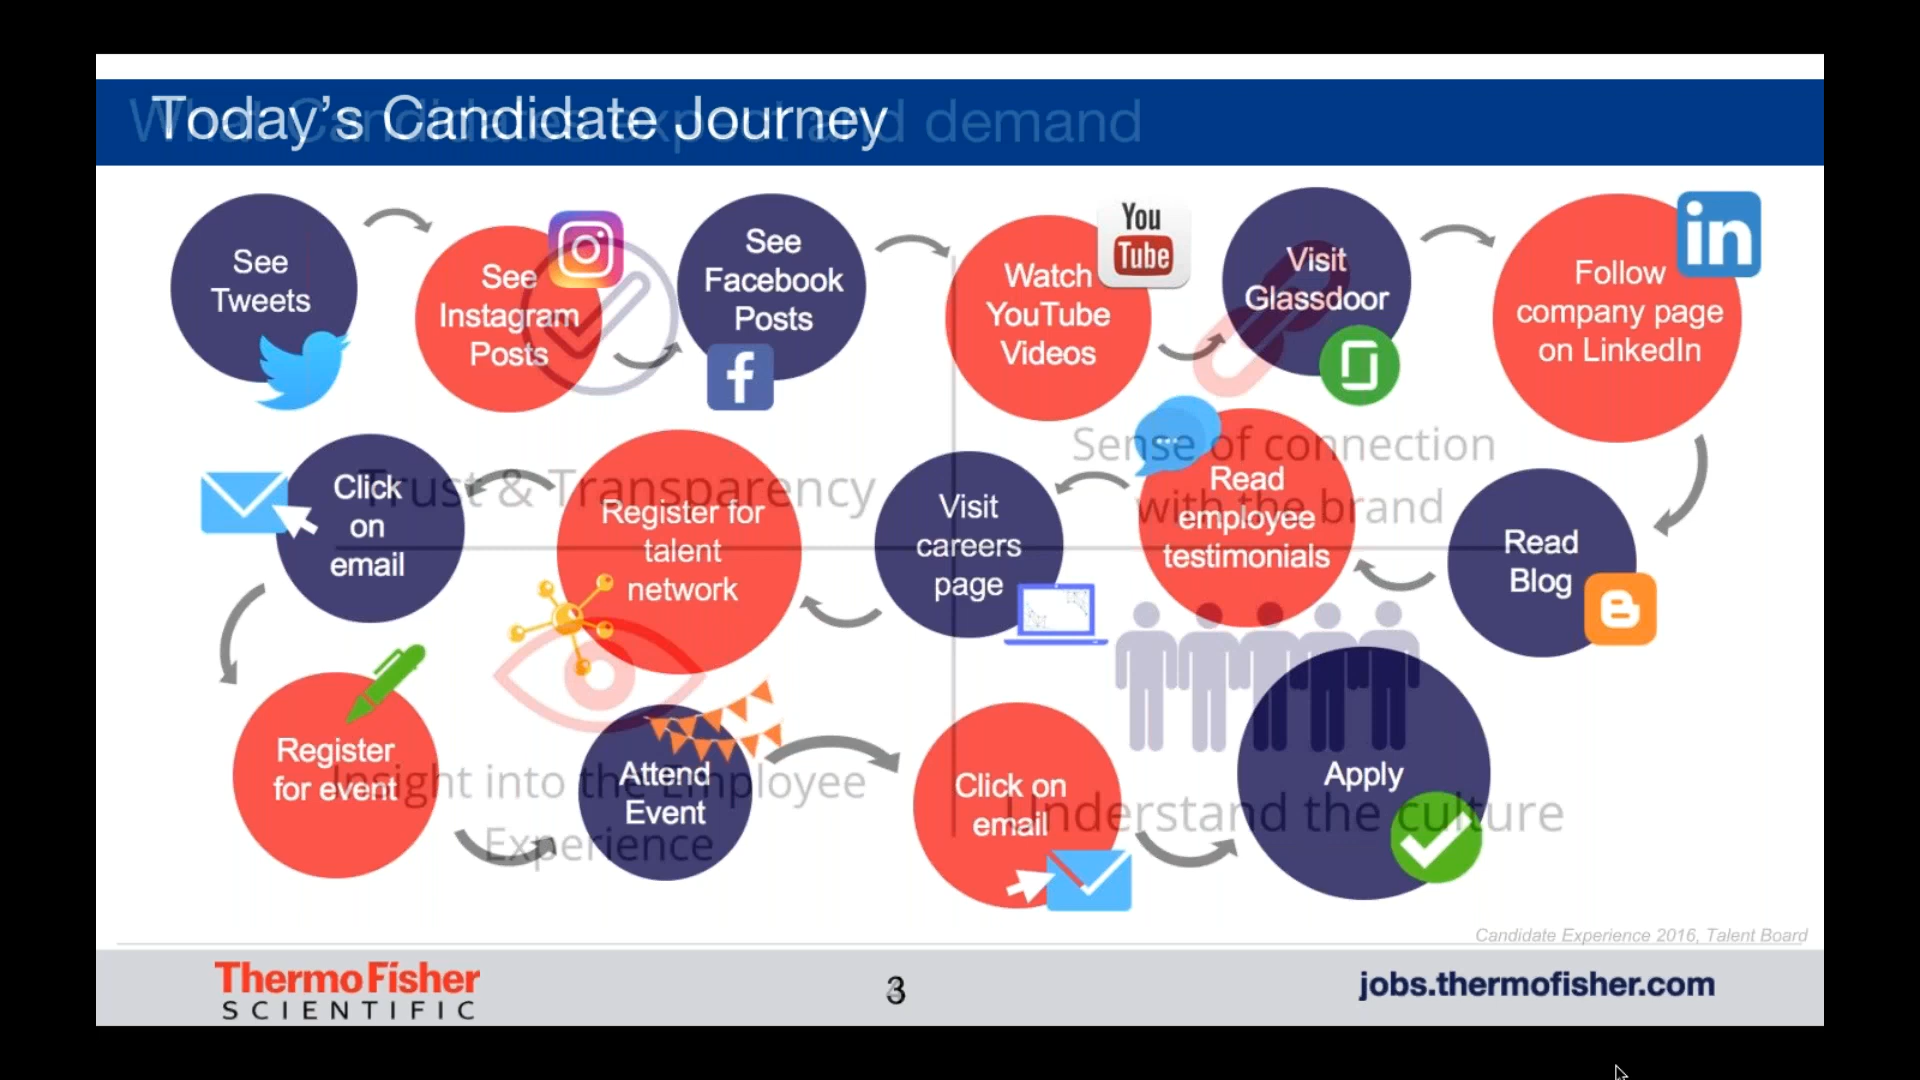 Today's Candidate Journey
What Candidates expect and demand
See
Tweets
See
Instagram
Posts
See
Facebook
Posts
Watch
YouTube
Videos
You
Tube
Visit
Glassdoor
Follow
company page
on LinkedIn
in
Click
on
email
Trust & Transparency
Register for
talent
network
Visit
careers
page
Sense of connection
with the brand
Read
employee
testimonials
Read
Blog
Register
for event
Insight into the Employee
Experience
Attend
Event
Click on
email
Understand the culture
Apply
Candidate Experience 2016, Talent Board
ThermoFisher
SCIENTIFIC
3
jobs.thermofisher.com